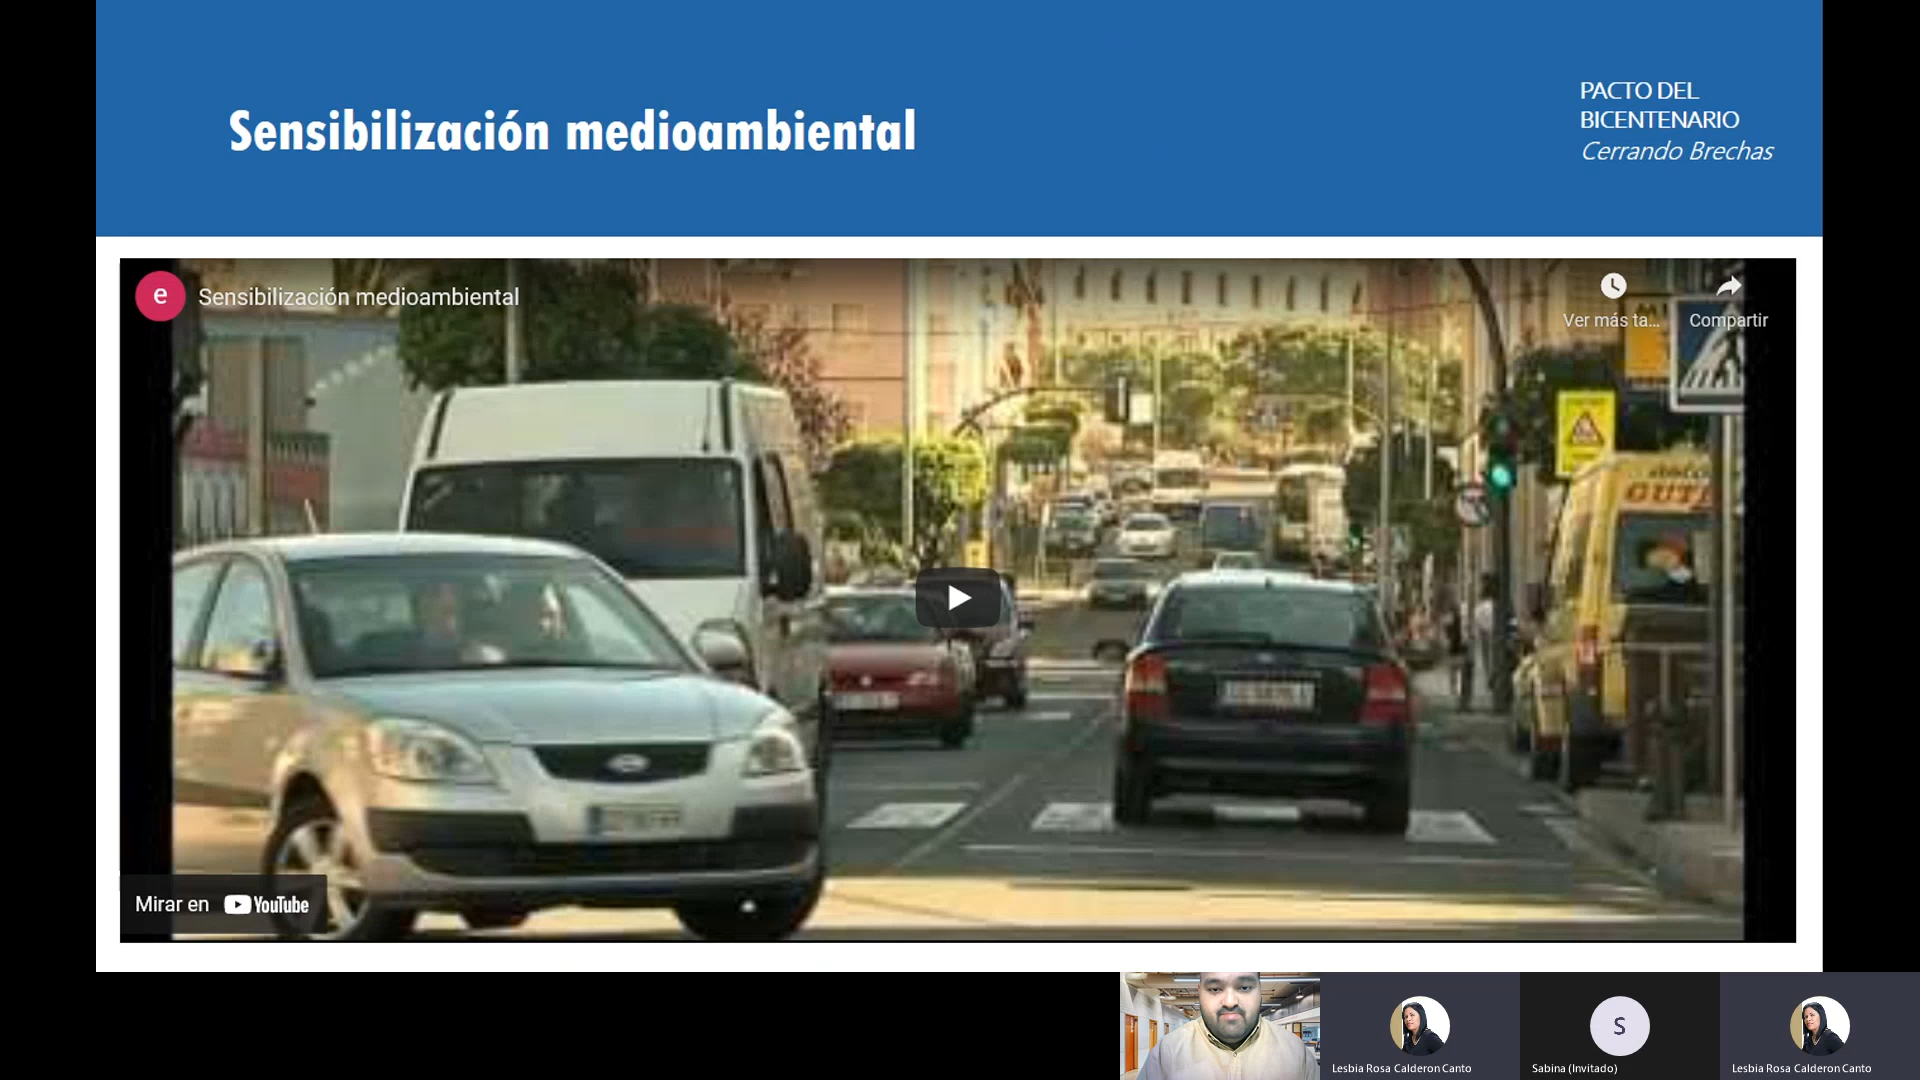 Sensibilización medioambiental
PACTO DEL
BICENTENARIO
Cerrando Brechas
e
Sensibilización medioambiental
Ver más ta...
Compartir
GUTI
Mirar en YouTube
S
Lesbia Rosa Calderon Canto
Sabina (Invitado)
Lesbia Rosa Calderon Canto